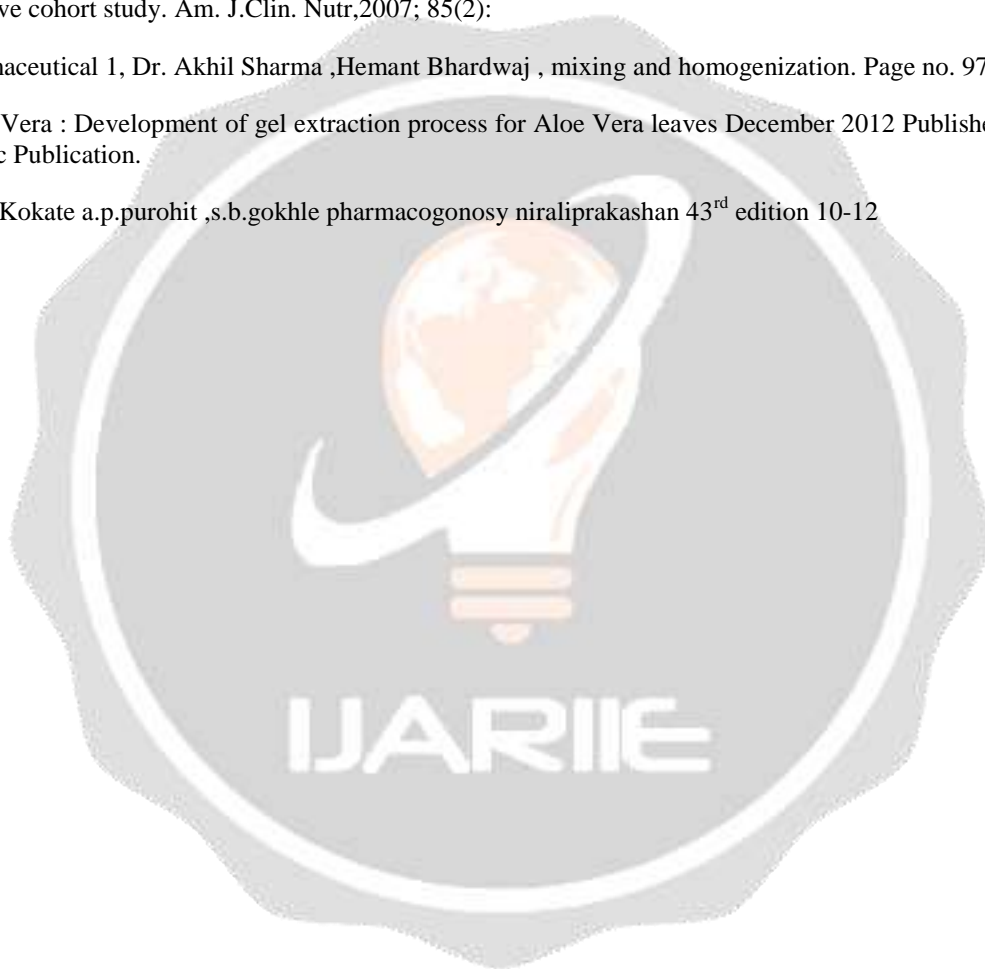 ve cohort study. Am. J.Clin. Nutr,2007; 85(2):
naceutical 1, Dr. Akhil Sharma ,Hemant Bhardwaj , mixing and homogenization. Page no. 97
Vera : Development of gel extraction process for Aloe Vera leaves December 2012 Publishe
c Publication.
Kokate a.p.purohit ,s.b.gokhle pharmacogonosy niraliprakashan 43rd edition 10-12
IJARIIE